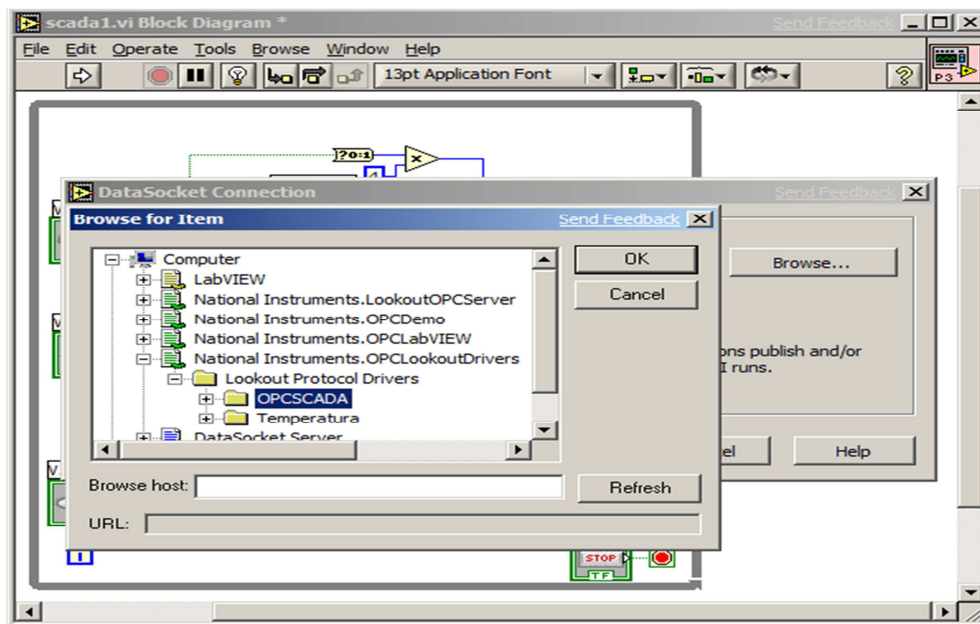 scada1.vi Block Diagram *
Send Feedback
File Edit Operate Tools Browse Window Help
13pt Application Font
P3
?0:1
x
DataSocket Connection
Send Feedback
Browse for Item
Send Feedback
Computer
LabVIEW
National Instruments.LookoutOPCServer
National Instruments.OPCDemo
National Instruments.OPCLabVIEW
National Instruments.OPCLookoutDrivers
Lookout Protocol Drivers
OPCSCADA
Temperatura
DataSocket Server
OK
Cancel
Browse...
ons publish and/or
I runs.
el
Help
Browse host:
Refresh
URL:
i
STOP
TF